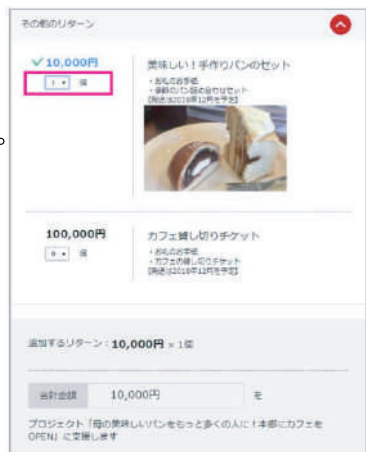 その他のリターン
10,000円
1 個
美味しい！手作りパンのセット
・お礼のお手紙
・季節のパン詰め合わせセット
【発送は2018年12月を予定】
100,000円
0 個
カフェ貸し切りチケット
・お礼のお手紙
・カフェの貸し切りチケット
【発送は2018年12月を予定】
追加するリターン：10,000円 × 1個
合計金額 10,000円 を
プロジェクト「母の美味しいパンをもっと多くの人に！本郷にカフェを
OPEN」に支援します